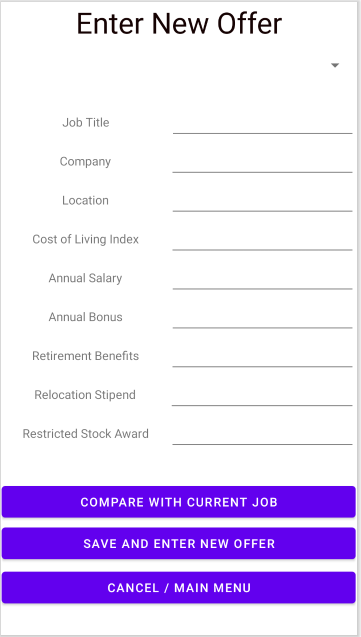 Enter New Offer
Job Title
Company
Location
Cost of Living Index
Annual Salary
Annual Bonus
Retirement Benefits
Relocation Stipend
Restricted Stock Award
COMPARE WITH CURRENT JOB
SAVE AND ENTER NEW OFFER
CANCEL / MAIN MENU